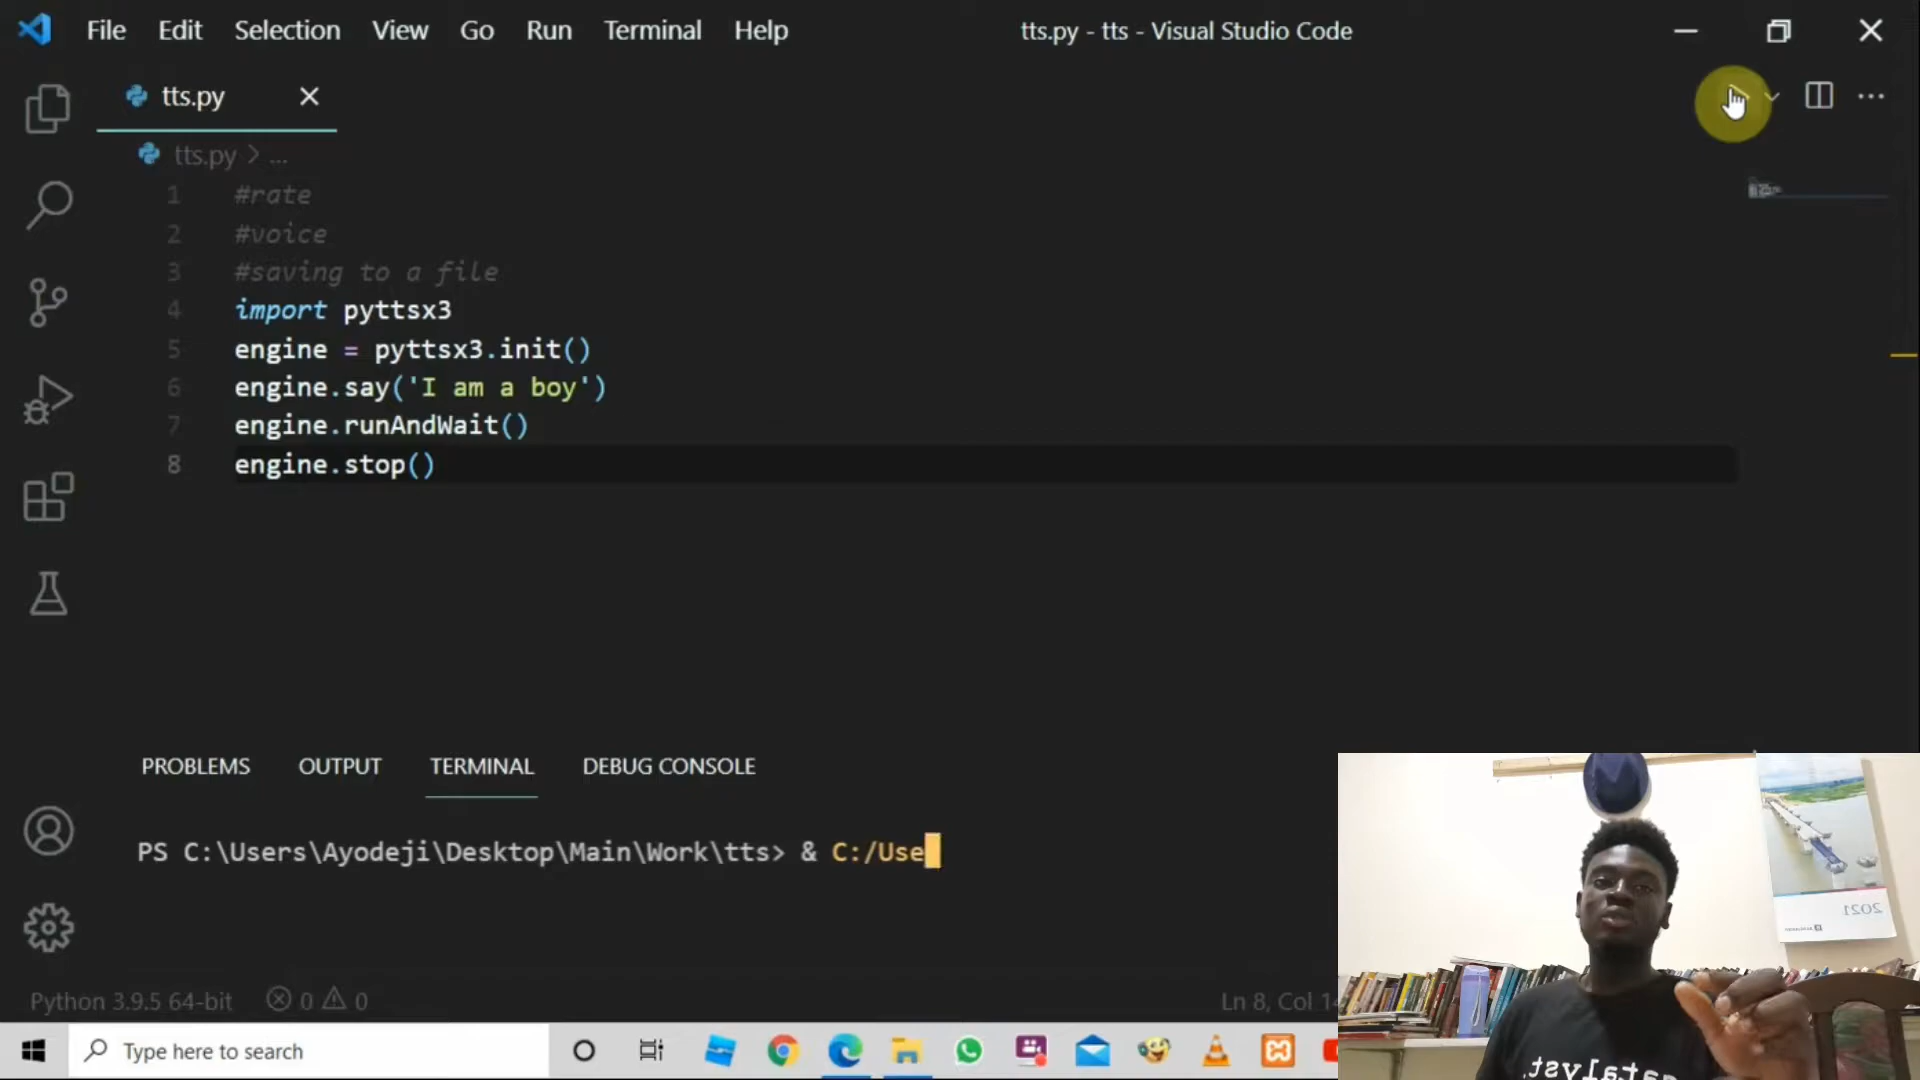 File Edit Selection View Go Run Terminal Help
tts.py - tts - Visual Studio Code
tts.py
tts.py > ...
1 #rate
2 #voice
3 #saving to a file
4 import pyttsx3
5 engine = pyttsx3.init()
6 engine.say('I am a boy')
7 engine.runAndWait()
8 engine.stop()
PROBLEMS OUTPUT TERMINAL DEBUG CONSOLE
PS C:\Users\Ayodeji\Desktop\Main\Work\tts> & C:/Use
2021
Python 3.9.5 64-bit 0 0
Ln 8, Col 1
Type here to search
catalyst.